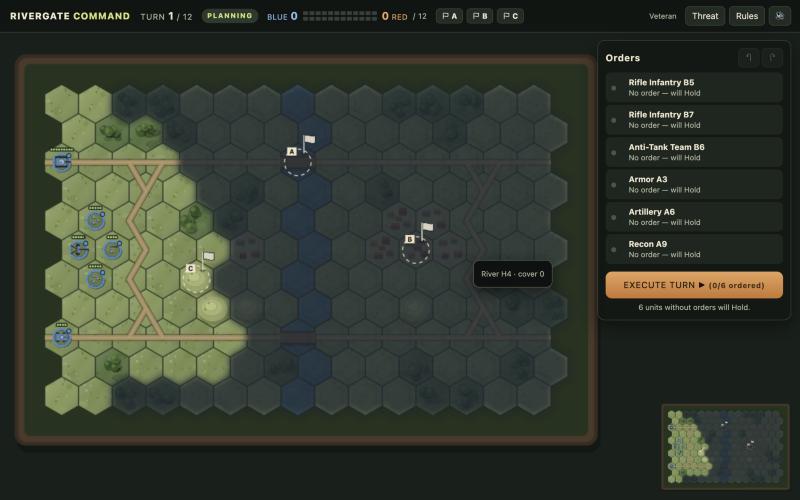 RIVERGATE COMMAND TURN 1 / 12 PLANNING BLUE 0 0 RED / 12 A B C Veteran Threat Rules
Orders
Rifle Infantry B5
No order — will Hold
Rifle Infantry B7
No order — will Hold
Anti-Tank Team B6
No order — will Hold
Armor A3
No order — will Hold
Artillery A6
No order — will Hold
Recon A9
No order — will Hold
EXECUTE TURN ▶ (0/6 ordered)
6 units without orders will Hold.
A
B
C
River H4 · cover 0